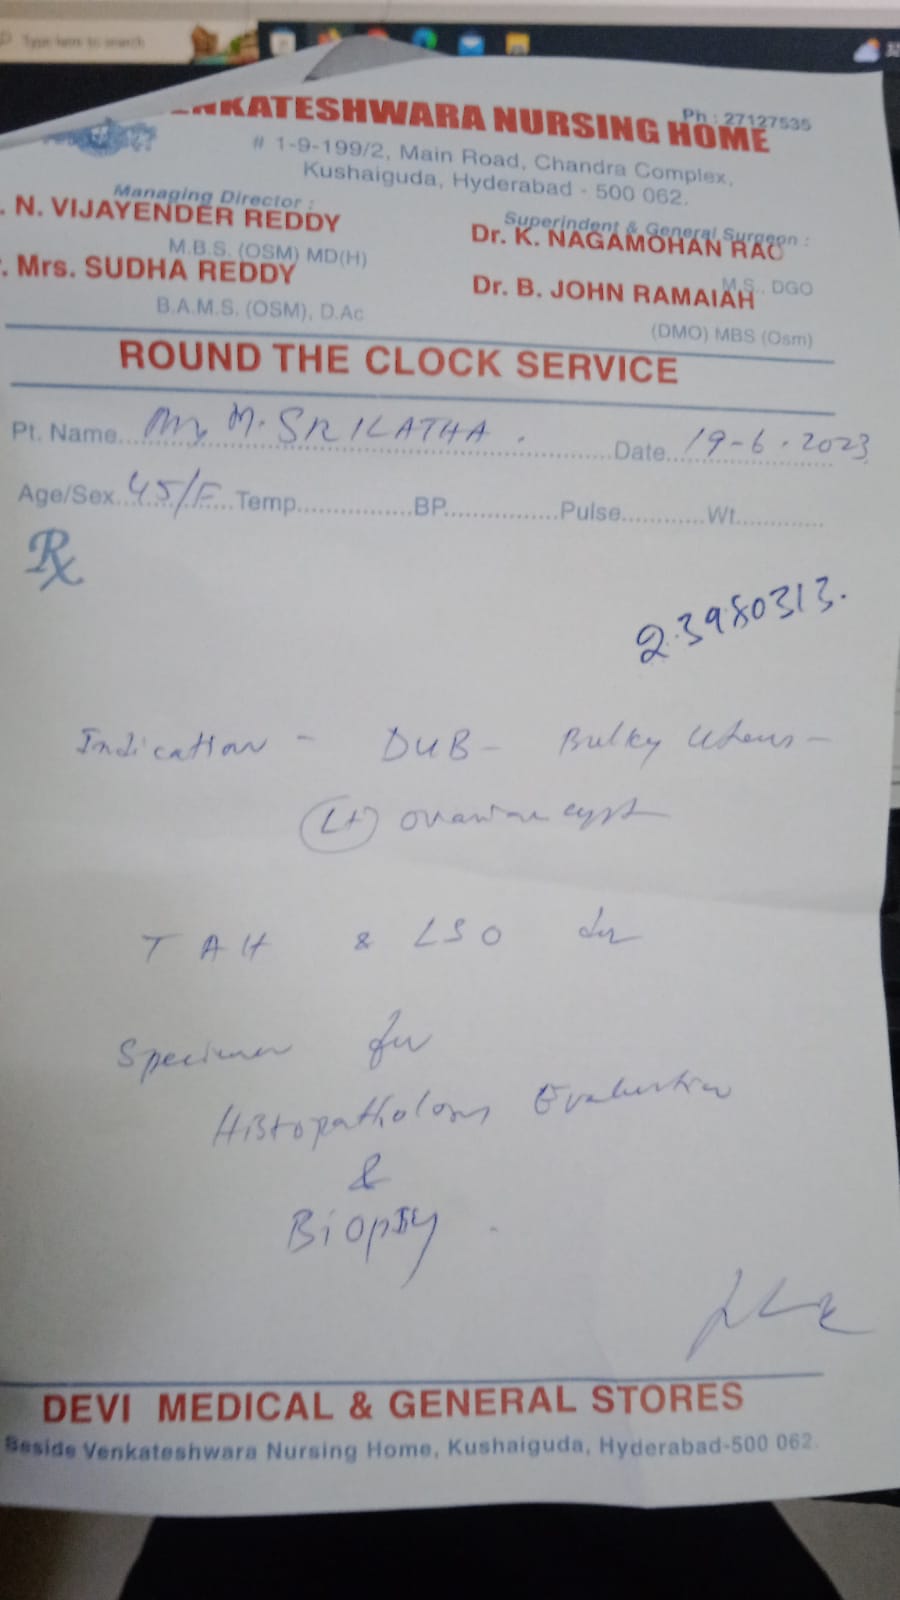 Type here to search
ENKATESHWARA NURSING HOME
Ph : 27127535
# 1-9-199/2, Main Road, Chandra Complex,
Kushaiguda, Hyderabad - 500 062.
Managing Director :
. N. VIJAYENDER REDDY
M.B.S. (OSM) MD(H)
. Mrs. SUDHA REDDY
B.A.M.S. (OSM), D.Ac
Superindent & General Surgeon :
Dr. K. NAGAMOHAN RAO
M.S., DGO
Dr. B. JOHN RAMAIAH
(DMO) MBS (Osm)
ROUND THE CLOCK SERVICE
Pt. Name M. SRILATHA. Date 19-6.2023
Age/Sex 45/F Temp. BP. Pulse. Wt.
Rx
23980313.
Indication - DUB - Bulky Uterus -
(Lt) ovarian cyst
TAH & LSO
Specimen for
Histopathology Evaluation
&
Biopsy.
DEVI MEDICAL & GENERAL STORES
Beside Venkateshwara Nursing Home, Kushaiguda, Hyderabad-500 062.